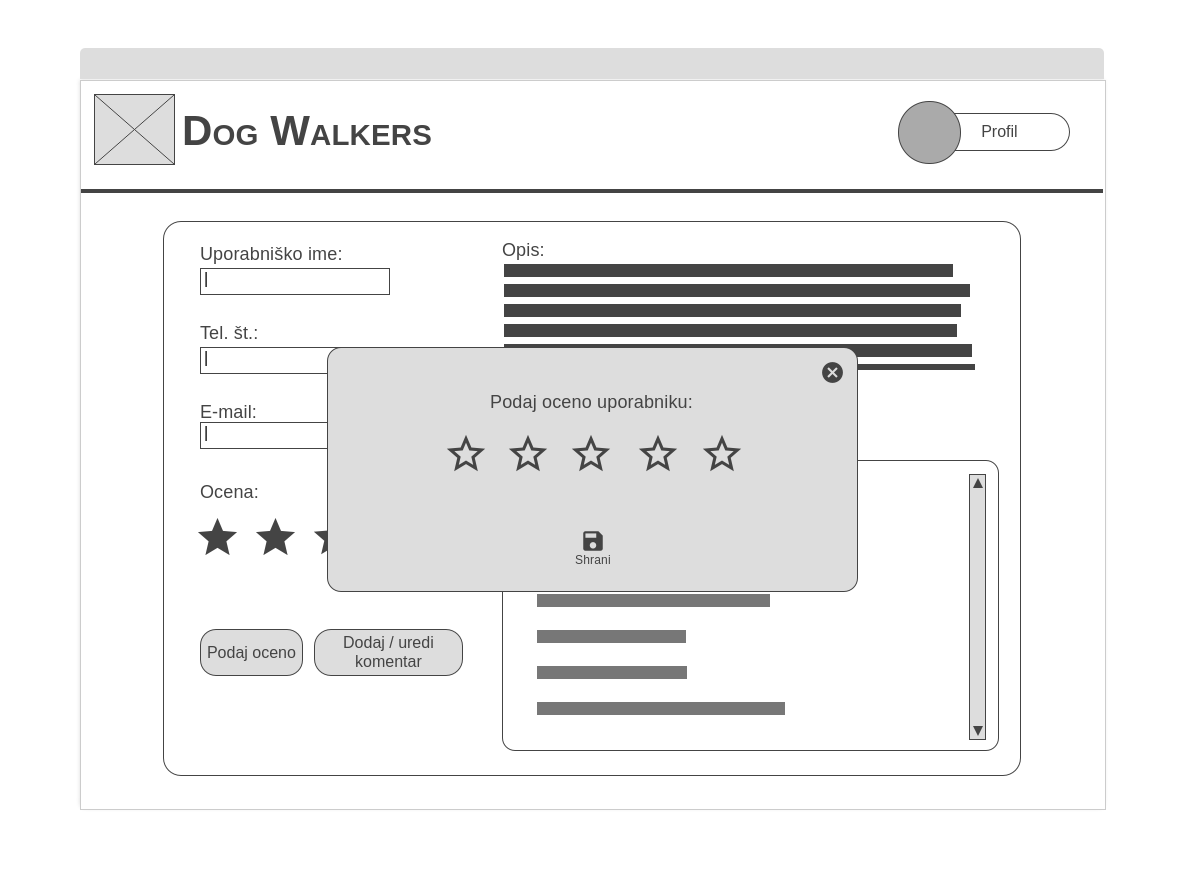 Dog Walkers
Profil
Uporabniško ime:
Opis:
Tel. št.:
E-mail:
Podaj oceno uporabniku:
Ocena:
Shrani
Podaj oceno
Dodaj / uredi
komentar